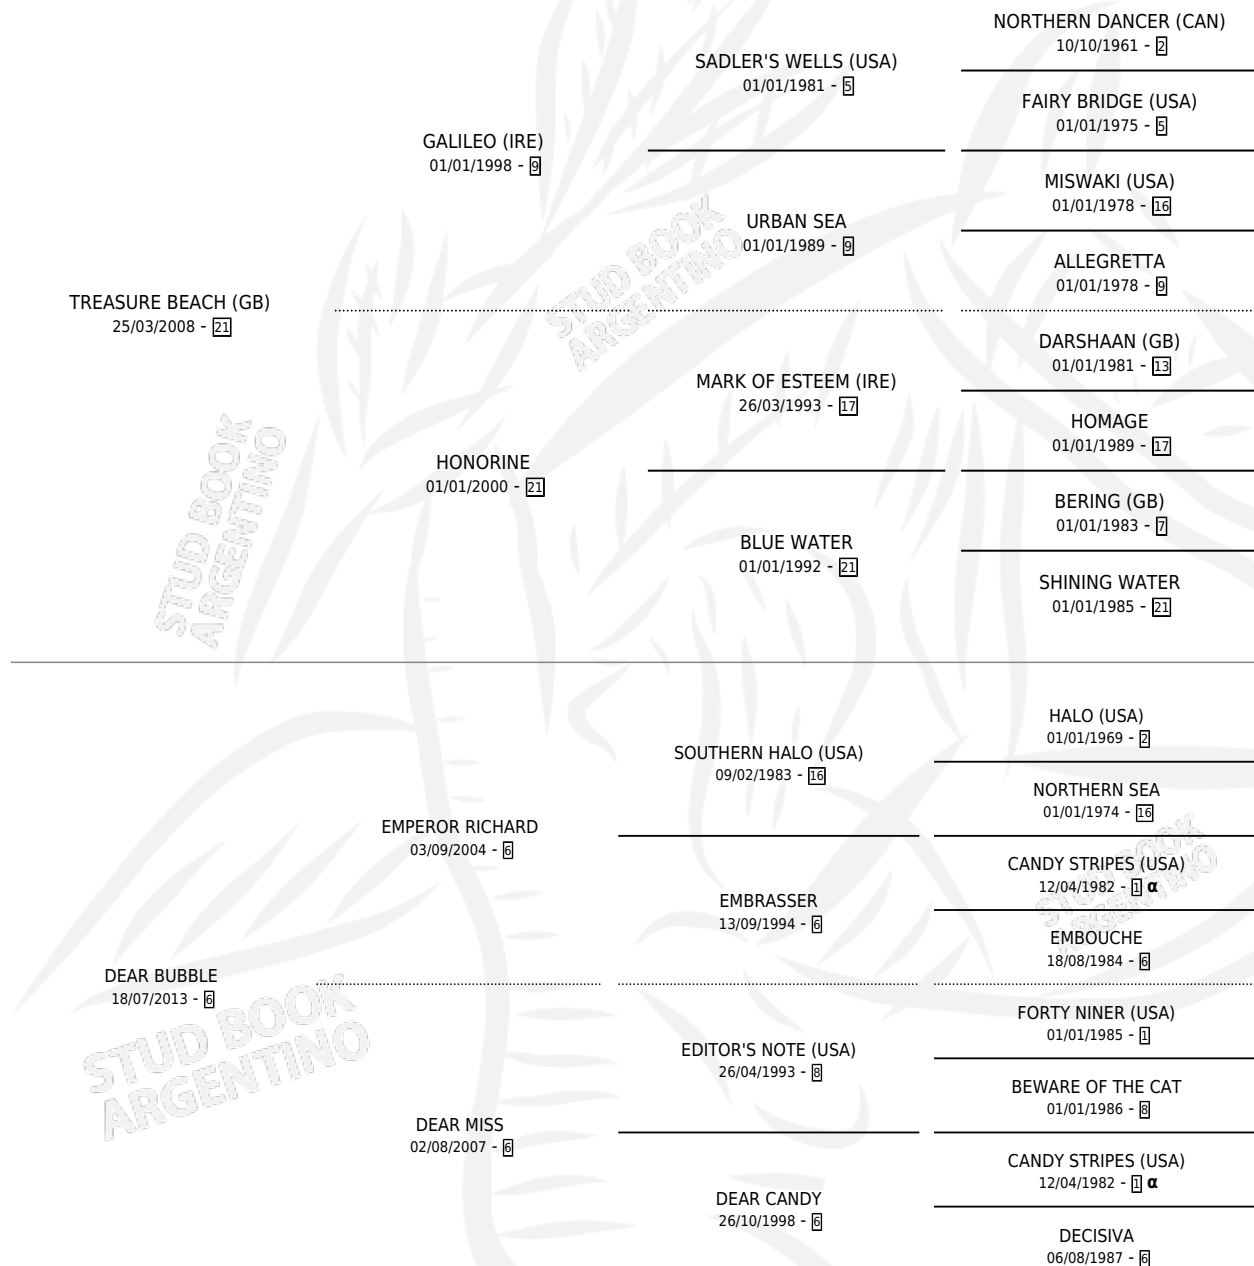 NORTHERN DANCER (CAN)
10/10/1961 - 2
SADLER'S WELLS (USA)
01/01/1981 - 5
FAIRY BRIDGE (USA)
01/01/1975 - 5
GALILEO (IRE)
01/01/1998 - 9
MISWAKI (USA)
01/01/1978 - 16
URBAN SEA
01/01/1989 - 9
ALLEGRETTA
01/01/1978 - 9
TREASURE BEACH (GB)
25/03/2008 - 21
DARSHAAN (GB)
01/01/1981 - 13
MARK OF ESTEEM (IRE)
26/03/1993 - 17
HOMAGE
01/01/1989 - 17
HONORINE
01/01/2000 - 21
BERING (GB)
01/01/1983 - 7
BLUE WATER
01/01/1992 - 21
SHINING WATER
01/01/1985 - 21
HALO (USA)
01/01/1969 - 2
SOUTHERN HALO (USA)
09/02/1983 - 16
NORTHERN SEA
01/01/1974 - 16
EMPEROR RICHARD
03/09/2004 - 6
CANDY STRIPES (USA)
12/04/1982 - 1 α
EMBRASSER
13/09/1994 - 6
EMBOUCHE
18/08/1984 - 6
DEAR BUBBLE
18/07/2013 - 6
FORTY NINER (USA)
01/01/1985 - 1
EDITOR'S NOTE (USA)
26/04/1993 - 8
BEWARE OF THE CAT
01/01/1986 - 8
DEAR MISS
02/08/2007 - 6
CANDY STRIPES (USA)
12/04/1982 - 1 α
DEAR CANDY
26/10/1998 - 6
DECISIVA
06/08/1987 - 6
STUD BOOK
ARGENTINO
STUD BOOK
ARGENTINO
STUD BOOK
ARGENTINO
STUD BOOK
ARGENTINO